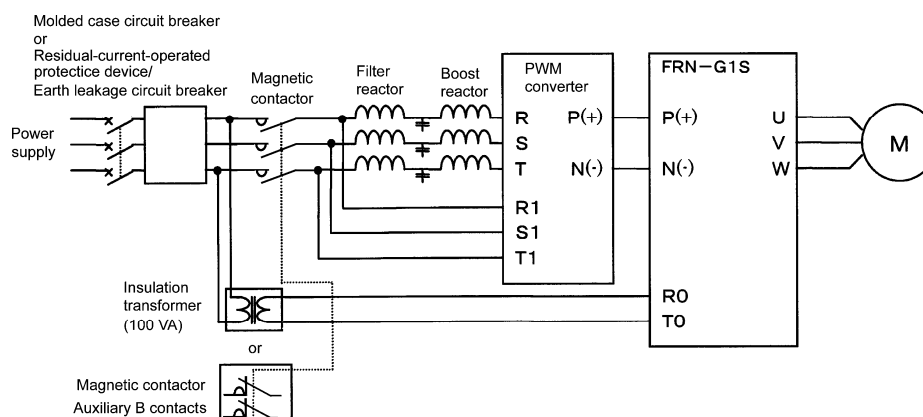 Molded case circuit breaker
or
Residual-current-operated
protectice device/
Earth leakage circuit breaker
Power
supply
Magnetic
contactor
Filter
reactor
Boost
reactor
PWM
converter
FRN-G1S
R
S
T
P(+)
N(-)
R1
S1
T1
P(+)
N(-)
U
V
W
M
R0
T0
Insulation
transformer
(100 VA)
or
Magnetic contactor
Auxiliary B contacts